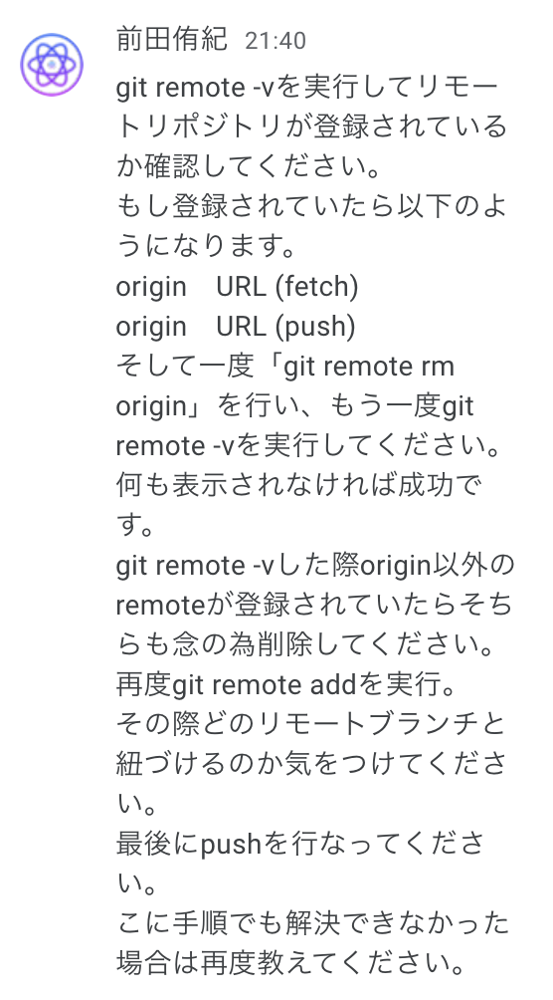 前田侑紀 21:40
git remote -vを実行してリモー
トリポジトリが登録されている
か確認してください。
もし登録されていたら以下のよ
うになります。
origin　URL (fetch)
origin　URL (push)
そして一度「git remote rm
origin」を行い、もう一度git
remote -vを実行してください。
何も表示されなければ成功で
す。
git remote -vした際origin以外の
remoteが登録されていたらそち
らも念の為削除してください。
再度git remote addを実行。
その際どのリモートブランチと
紐づけるのか気をつけてくださ
い。
最後にpushを行なってくださ
い。
こに手順でも解決できなかった
場合は再度教えてください。